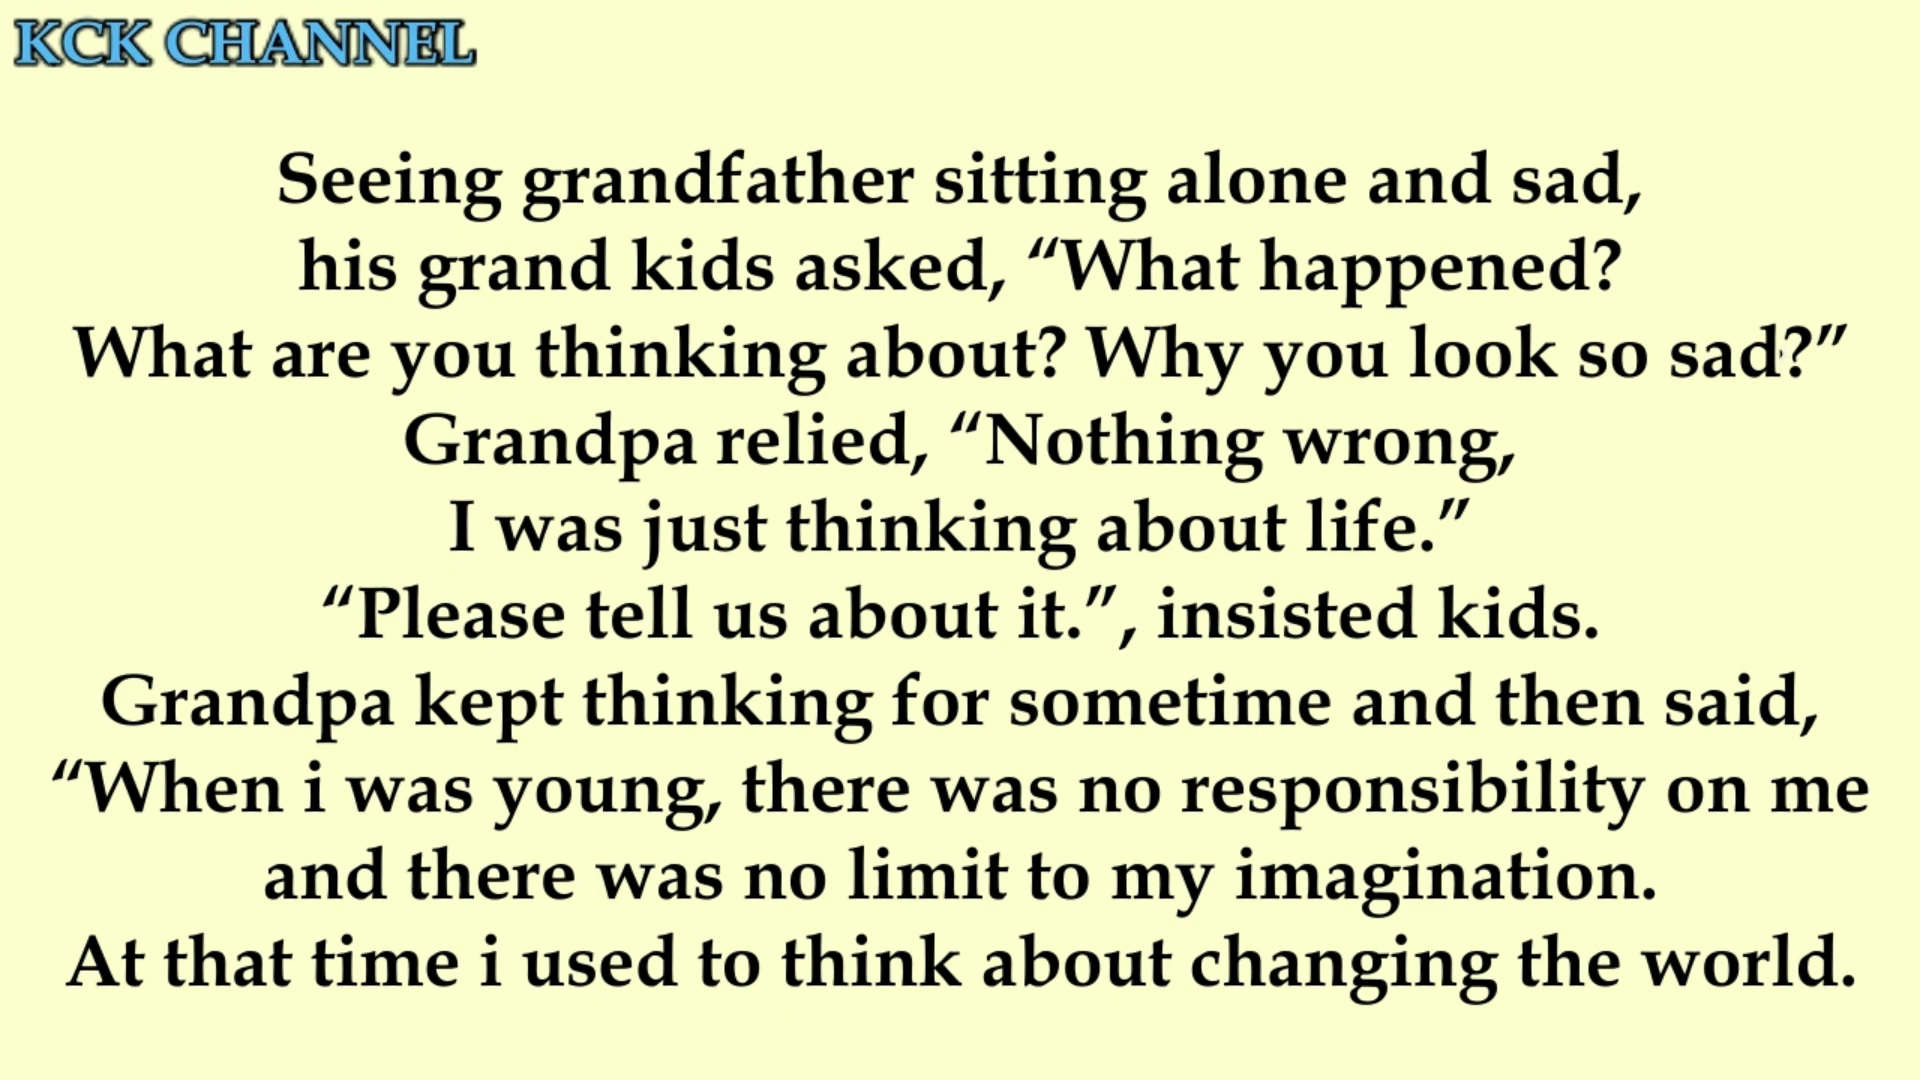 KCK CHANNEL
Seeing grandfather sitting alone and sad,
his grand kids asked, “What happened?
What are you thinking about? Why you look so sad?”
Grandpa relied, “Nothing wrong,
I was just thinking about life.”
“Please tell us about it.”, insisted kids.
Grandpa kept thinking for sometime and then said,
“When i was young, there was no responsibility on me
and there was no limit to my imagination.
At that time i used to think about changing the world.